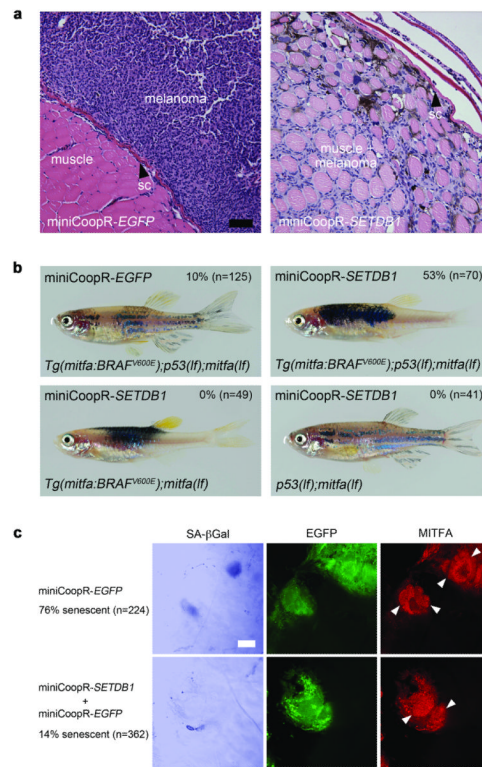 a
melanoma
muscle
sc
miniCoopR-EGFP
sc
muscle +
melanoma
miniCoopR-SETDB1
b
miniCoopR-EGFP 10% (n=125)
Tg(mitfa:BRAFV600E);p53(lf);mitfa(lf)
miniCoopR-SETDB1 53% (n=70)
Tg(mitfa:BRAFV600E);p53(lf);mitfa(lf)
miniCoopR-SETDB1 0% (n=49)
Tg(mitfa:BRAFV600E);mitfa(lf)
miniCoopR-SETDB1 0% (n=41)
p53(lf);mitfa(lf)
c
SA-βGal EGFP MITFA
miniCoopR-EGFP
76% senescent (n=224)
miniCoopR-SETDB1
+
miniCoopR-EGFP
14% senescent (n=362)